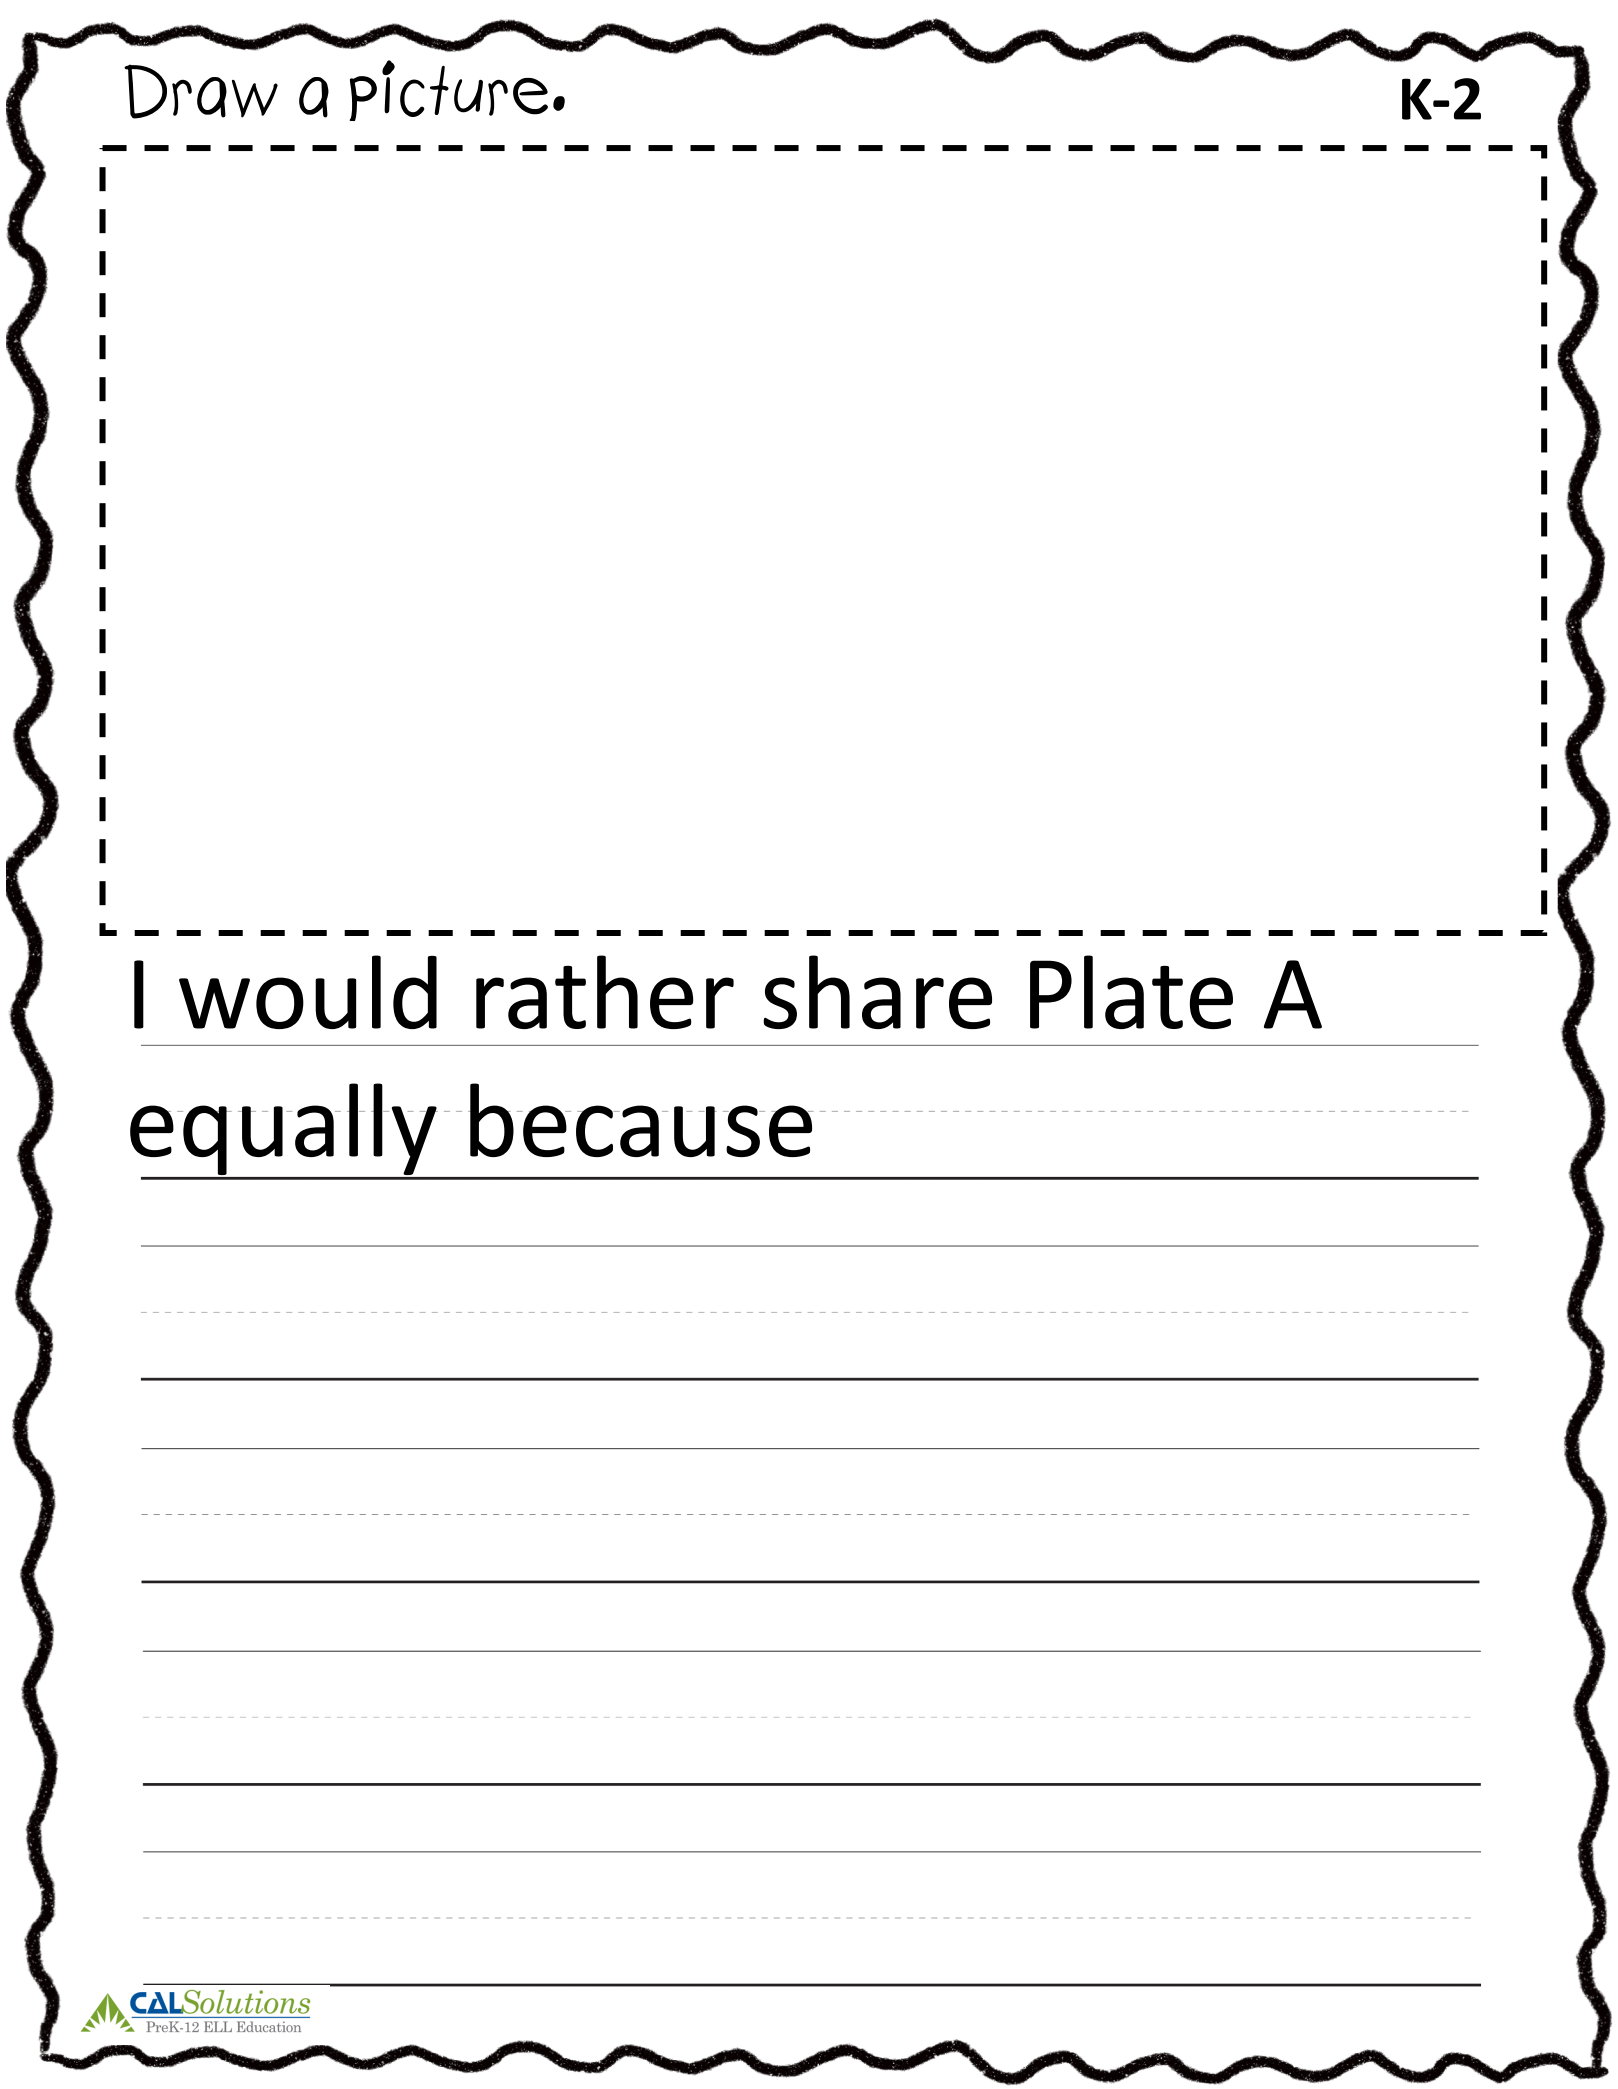 Draw a picture.
K-2
I would rather share Plate A
equally because
CALSolutions
PreK-12 ELL Education